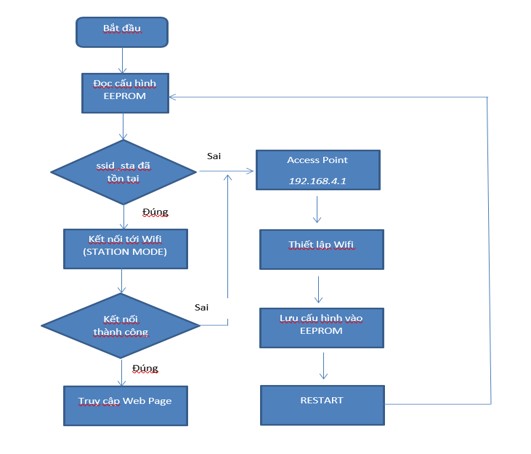 Bắt đầu
Đọc cấu hình
EEPROM
ssid_sta đã
tồn tại
Sai
Access Point
192.168.4.1
Đúng
Kết nối tới Wifi
(STATION MODE)
Thiết lập Wifi
Kết nối
thành công
Sai
Lưu cấu hình vào
EEPROM
Đúng
Truy cập Web Page
RESTART